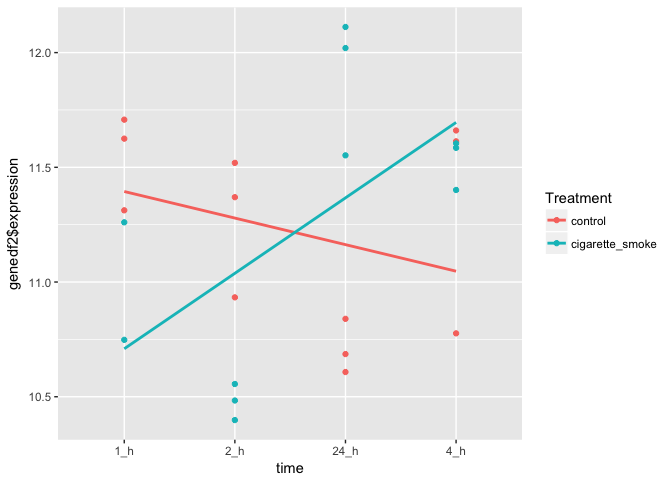 12.0
11.5
11.0
10.5
genedf2$expression
1_h 2_h 24_h 4_h
time
Treatment
control
cigarette_smoke